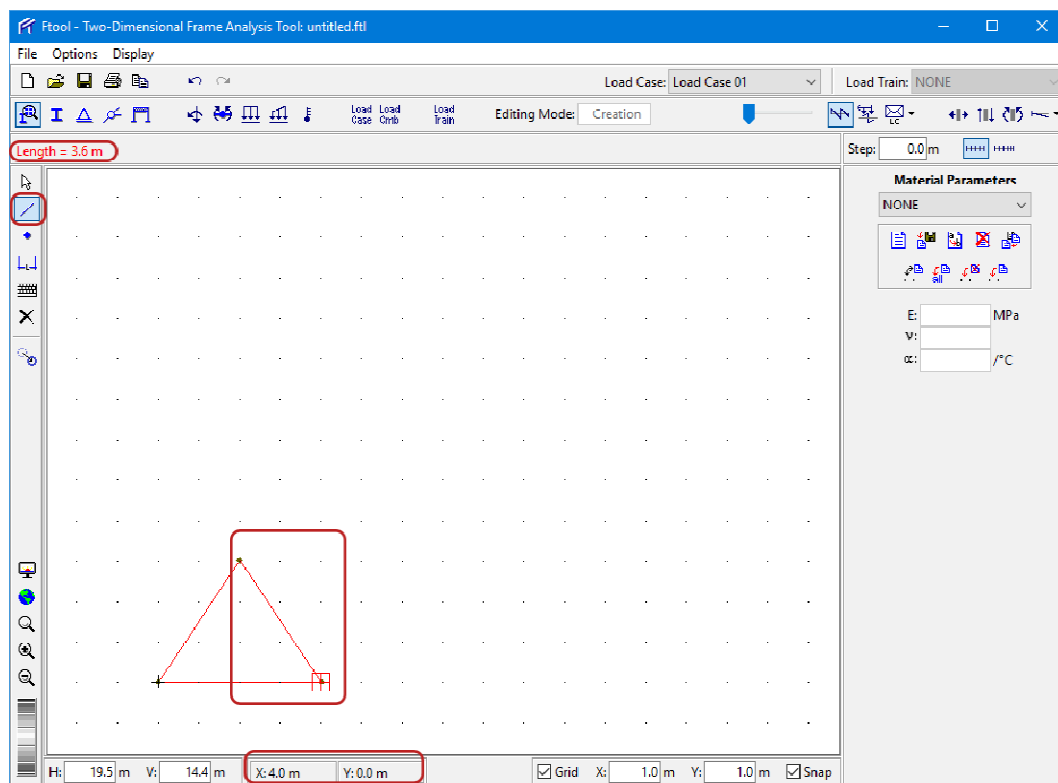 Ftool - Two-Dimensional Frame Analysis Tool: untitled.ftl
File Options Display
Load Case: Load Case 01 Load Train: NONE
Load Case Load Cmb Load Train Editing Mode: Creation LC
Length = 3.6 m Step: 0.0 m
Material Parameters
NONE
all
E: MPa
ν:
α: /°C
H: 19.5 m V: 14.4 m X: 4.0 m Y: 0.0 m Grid X: 1.0 m Y: 1.0 m Snap